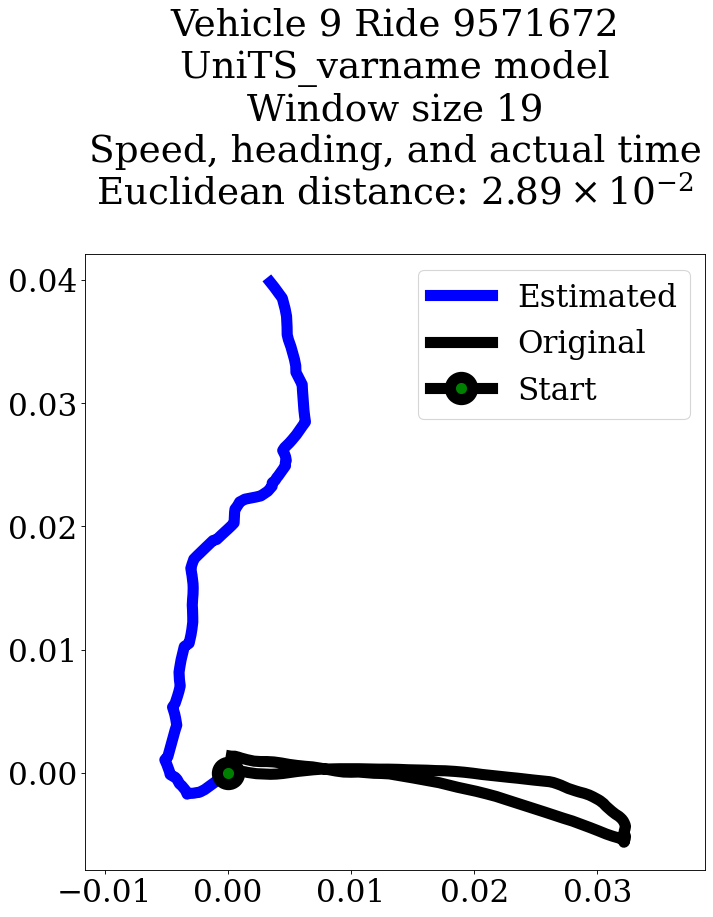 Vehicle 9 Ride 9571672
UniTS_varname model
Window size 19
Speed, heading, and actual time
Euclidean distance: 2.89 × 10⁻²
Estimated
Original
Start
0.04
0.03
0.02
0.01
0.00
−0.01 0.00 0.01 0.02 0.03